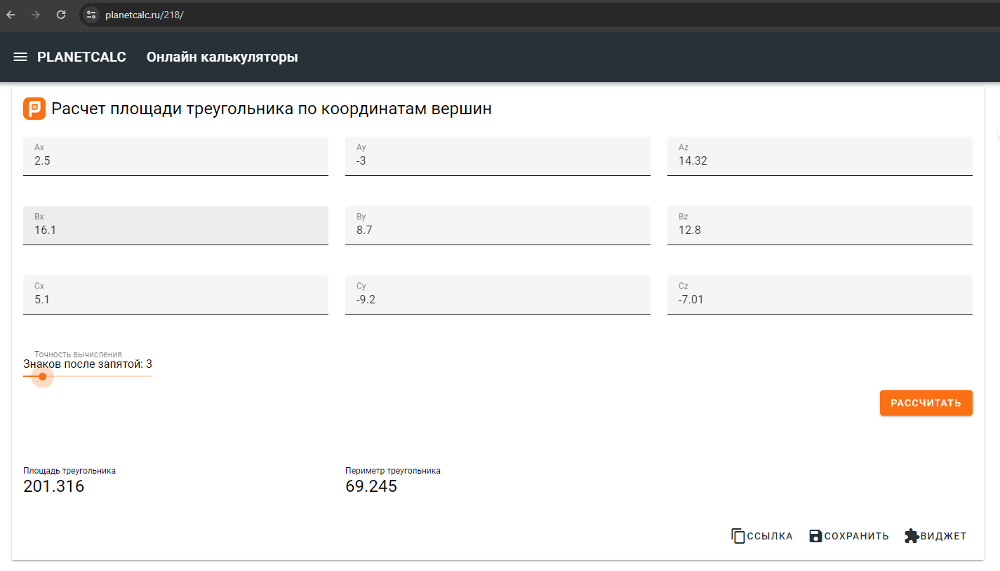 planetcalc.ru/218/
PLANETCALC Онлайн калькуляторы
Расчет площади треугольника по координатам вершин
Ax Ay Az
2.5 -3 14.32
Bx By Bz
16.1 8.7 12.8
Cx Cy Cz
5.1 -9.2 -7.01
Точность вычисления
Знаков после запятой: 3
РАССЧИТАТЬ
Площадь треугольника Периметр треугольника
201.316 69.245
ССЫЛКА СОХРАНИТЬ ВИДЖЕТ